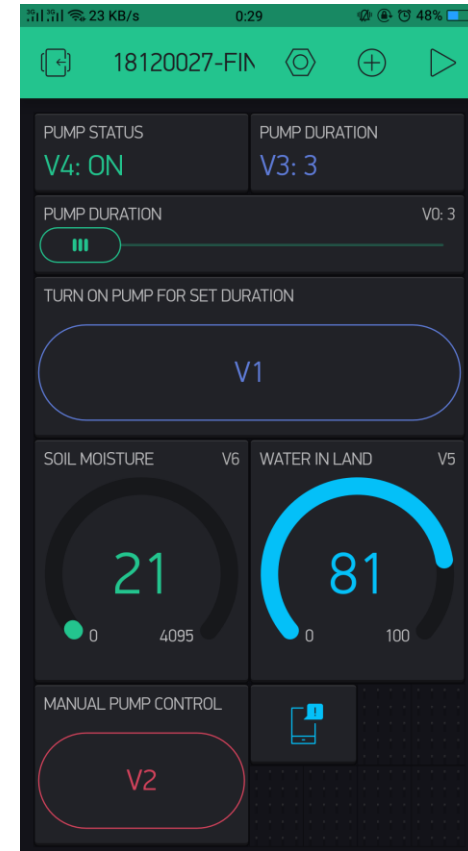 23 KB/s 0:29 48%
18120027-FIN
PUMP STATUS PUMP DURATION
V4: ON V3: 3
PUMP DURATION V0: 3
TURN ON PUMP FOR SET DURATION
V1
SOIL MOISTURE V6 WATER IN LAND V5
21 81
0 4095 0 100
MANUAL PUMP CONTROL
V2